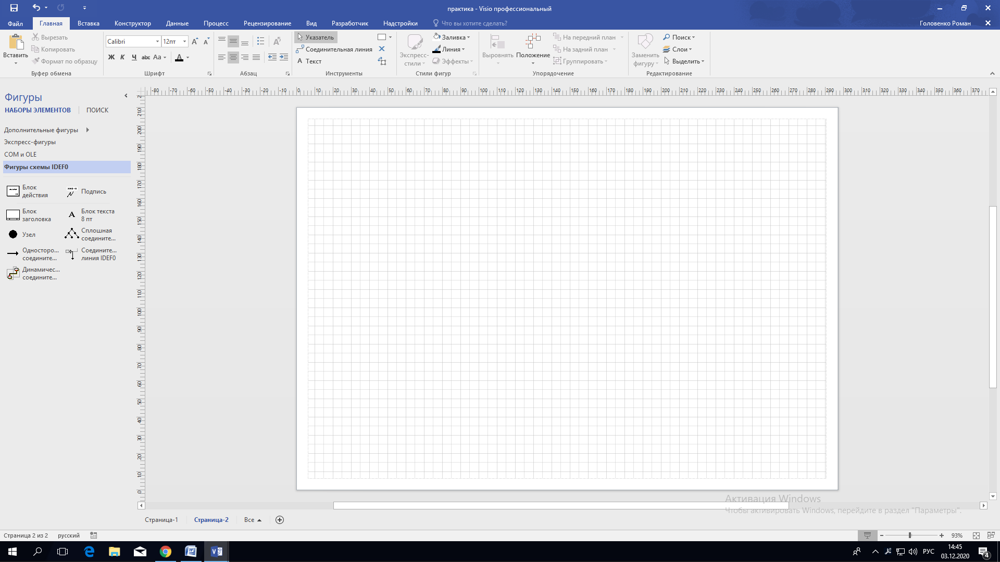 практика - Visio профессиональный
Файл Главная Вставка Конструктор Данные Процесс Рецензирование Вид Разработчик Надстройки Что вы хотите сделать? Головенко Роман
Вставить
Вырезать
Копировать
Формат по образцу
Буфер обмена
Calibri 12пт
Ж К Ч abc Aa A
Шрифт
Абзац
Указатель
Соединительная линия
Текст
Инструменты
Экспресс-
стили
Заливка
Линия
Эффекты
Стили фигур
Выровнять Положение
На передний план
На задний план
Группировать
Упорядочение
Заменить
фигуру
Поиск
Слои
Выделить
Редактирование
Фигуры
НАБОРЫ ЭЛЕМЕНТОВ ПОИСК
Дополнительные фигуры
Экспресс-фигуры
COM и OLE
Фигуры схемы IDEF0
Блок
действия
Подпись
Блок
заголовка
Блок текста
8 пт
Узел
Сплошная
соедините...
Односторо...
соедините...
Соедините...
линия IDEF0
Динамичес...
соедините...
-80 -70 -60 -50 -40 -30 -20 -10 0 10 20 30 40 50 60 70 80 90 100 110 120 130 140 150 160 170 180 190 200 210 220 230 240 250 260 270 280 290 300 310 320 330 340 350 360 370
210
200
190
180
170
160
150
140
130
120
110
100
90
80
70
60
50
40
30
20
10
0
Активация Windows
Чтобы активировать Windows, перейдите в раздел "Параметры".
Страница-1 Страница-2 Все
Страница 2 из 2 русский 93%
РУС
14:45
03.12.2020
4